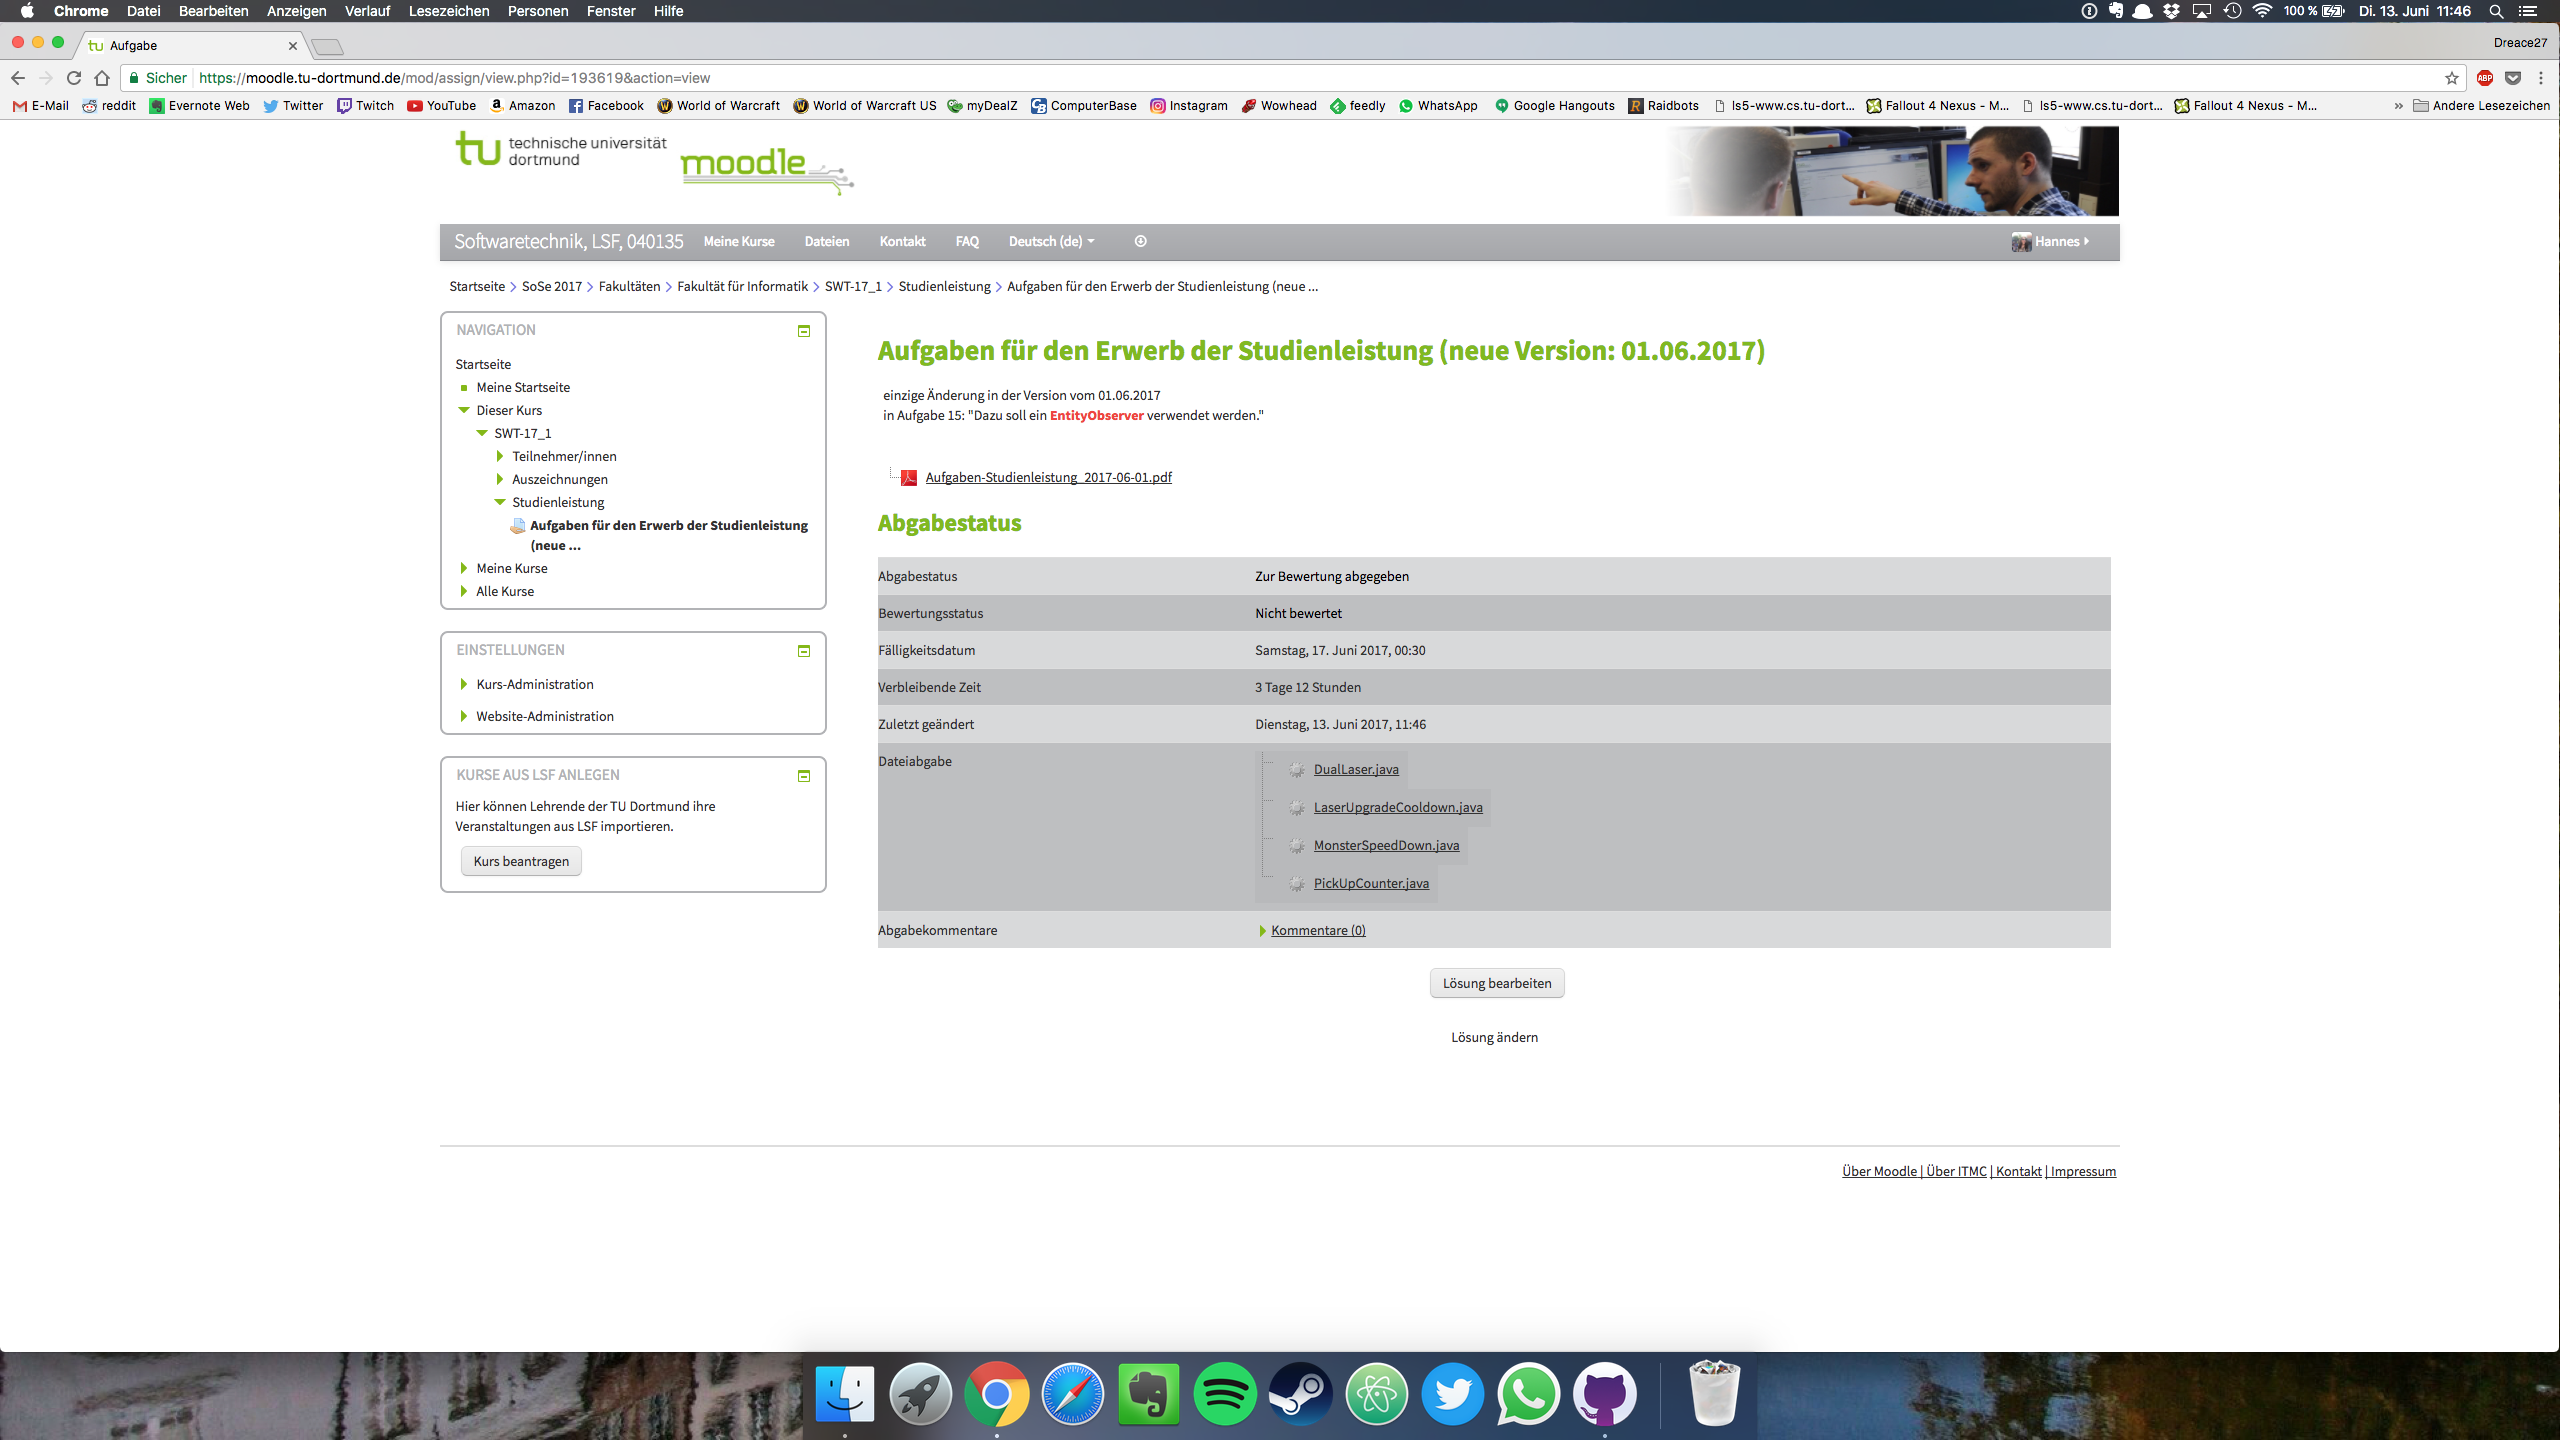 Chrome Datei Bearbeiten Anzeigen Verlauf Lesezeichen Personen Fenster Hilfe 100 % Di. 13. Juni 11:46
tu Aufgabe Dreace27
Sicher https://moodle.tu-dortmund.de/mod/assign/view.php?id=193619&action=view ABP
E-Mail reddit Evernote Web Twitter Twitch YouTube Amazon Facebook World of Warcraft World of Warcraft US myDealZ ComputerBase Instagram Wowhead feedly WhatsApp Google Hangouts Raidbots ls5-www.cs.tu-dort... Fallout 4 Nexus - M... ls5-www.cs.tu-dort... Fallout 4 Nexus - M... » Andere Lesezeichen
tu technische universität
dortmund
moodle
Softwaretechnik, LSF, 040135 Meine Kurse Dateien Kontakt FAQ Deutsch (de) Hannes
Startseite > SoSe 2017 > Fakultäten > Fakultät für Informatik > SWT-17_1 > Studienleistung > Aufgaben für den Erwerb der Studienleistung (neue ...
NAVIGATION
Startseite
Meine Startseite
Dieser Kurs
SWT-17_1
Teilnehmer/innen
Auszeichnungen
Studienleistung
Aufgaben für den Erwerb der Studienleistung
(neue ...
Meine Kurse
Alle Kurse
EINSTELLUNGEN
Kurs-Administration
Website-Administration
KURSE AUS LSF ANLEGEN
Hier können Lehrende der TU Dortmund ihre
Veranstaltungen aus LSF importieren.
Kurs beantragen
Aufgaben für den Erwerb der Studienleistung (neue Version: 01.06.2017)
einzige Änderung in der Version vom 01.06.2017
in Aufgabe 15: "Dazu soll ein EntityObserver verwendet werden."
Aufgaben-Studienleistung_2017-06-01.pdf
Abgabestatus
Abgabestatus Zur Bewertung abgegeben
Bewertungsstatus Nicht bewertet
Fälligkeitsdatum Samstag, 17. Juni 2017, 00:30
Verbleibende Zeit 3 Tage 12 Stunden
Zuletzt geändert Dienstag, 13. Juni 2017, 11:46
Dateiabgabe DualLaser.java
LaserUpgradeCooldown.java
MonsterSpeedDown.java
PickUpCounter.java
Abgabekommentare Kommentare (0)
Lösung bearbeiten
Lösung ändern
Über Moodle | Über ITMC | Kontakt | Impressum